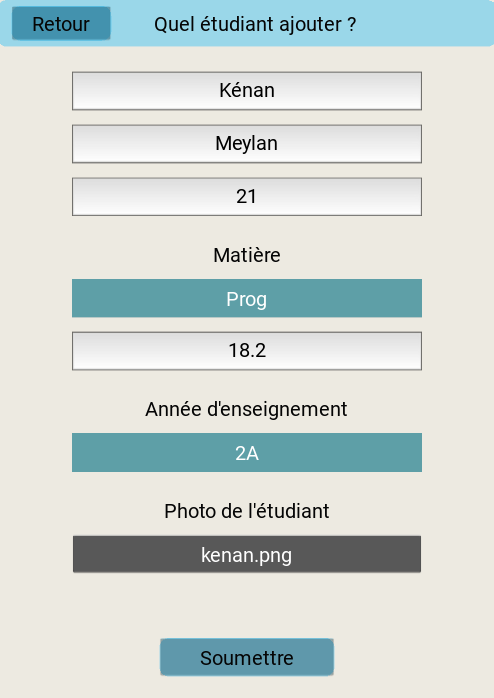 Retour
Quel étudiant ajouter ?
Kénan
Meylan
21
Matière
Prog
18.2
Année d'enseignement
2A
Photo de l'étudiant
kenan.png
Soumettre